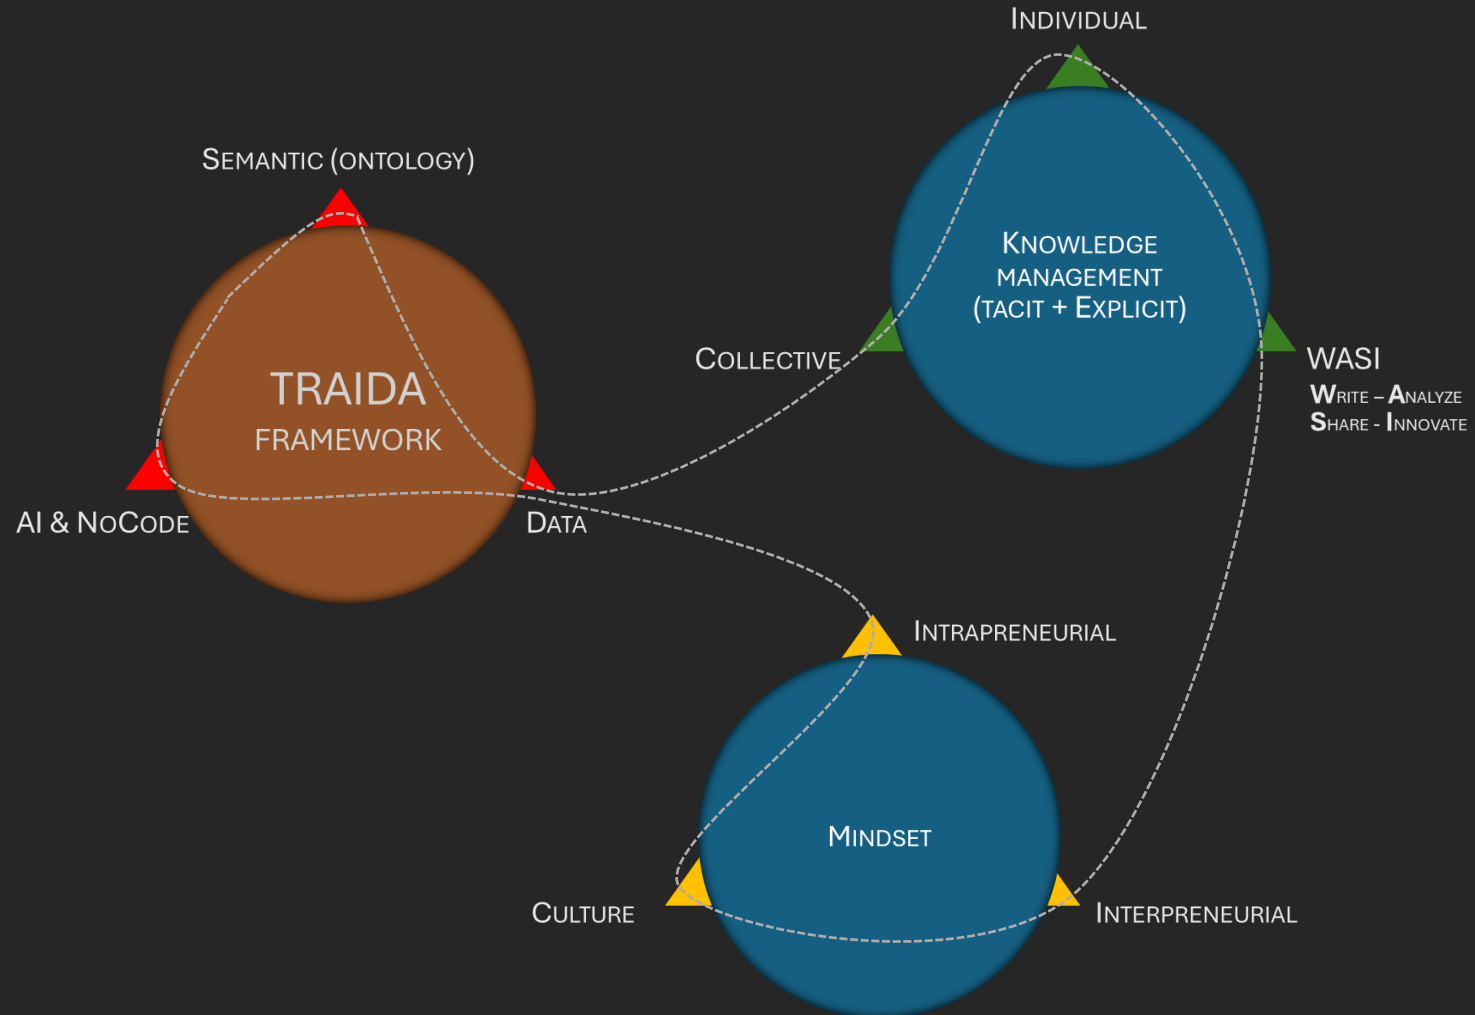 INDIVIDUAL
SEMANTIC (ONTOLOGY)
KNOWLEDGE
MANAGEMENT
(TACIT + EXPLICIT)
TRAIDA
FRAMEWORK
COLLECTIVE
WASI
WRITE – ANALYZE
SHARE - INNOVATE
AI & NOCODE
DATA
INTRAPRENEURIAL
MINDSET
CULTURE
INTERPRENEURIAL